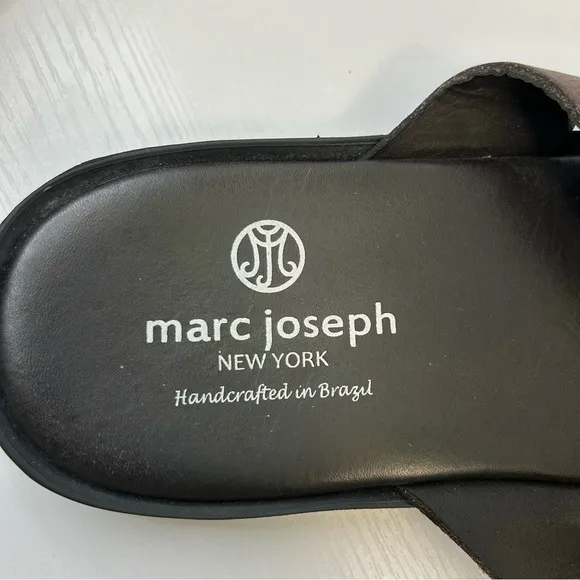 marc joseph
NEW YORK
Handcrafted in Brazil